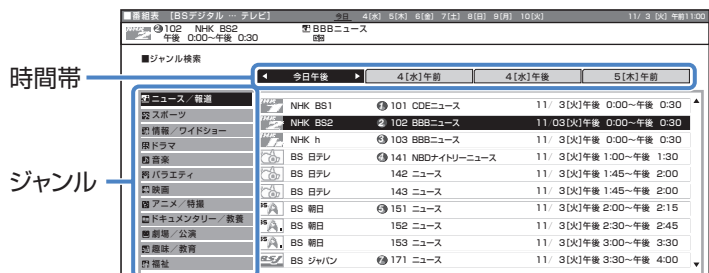 ■番組表 [BSデジタル … テレビ] 今日 4[水] 5[木] 6[金] 7[土] 8[日] 9[月] 10[火] 11/ 3 [火] 午前11:00
❷102 NHK BS2 BBBニュース
午後 0:00~午後 0:30
■ジャンル検索
時間帯
◀ 今日午後 ▶ 4[水]午前 4[水]午後 5[木]午前
ニュース/報道
スポーツ
情報/ワイドショー
ドラマ
音楽
バラエティ
映画
アニメ/特撮
ドキュメンタリー/教養
劇場/公演
趣味/教育
福祉
ジャンル
NHK BS1 ❶ 101 CDEニュース 11/ 3[火]午後 0:00~午後 0:30
NHK BS2 ❷ 102 BBBニュース 11/03[火]午後 0:00~午後 0:30
NHK h ❸ 103 BBBニュース 11/ 3[火]午後 0:00~午後 0:30
BS 日テレ ❹ 141 NBDナイトリーニュース 11/ 3[火]午後 1:00~午後 1:30
BS 日テレ 142 ニュース 11/ 3[火]午後 1:45~午後 2:00
BS 日テレ 143 ニュース 11/ 3[火]午後 1:45~午後 2:00
BS 朝日 ❺ 151 ニュース 11/ 3[火]午後 2:00~午後 2:15
BS 朝日 152 ニュース 11/ 3[火]午後 2:30~午後 2:45
BS 朝日 153 ニュース 11/ 3[火]午後 3:00~午後 3:30
BS ジャパン ❼ 171 ニュース 11/ 3[火]午後 3:30~午後 4:00